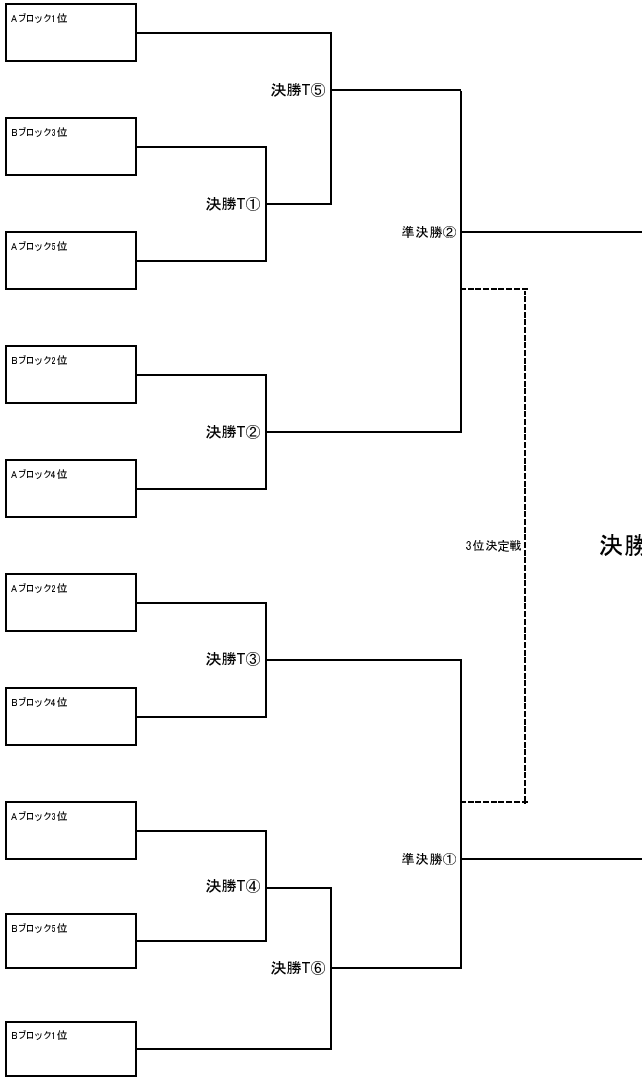 Aブロック1位
決勝T⑤
Bブロック3位
決勝T①
準決勝②
Aブロック5位
Bブロック2位
決勝T②
Aブロック4位
3位決定戦
決勝
Aブロック2位
決勝T③
Bブロック4位
Aブロック3位
準決勝①
決勝T④
Bブロック5位
決勝T⑥
Bブロック1位